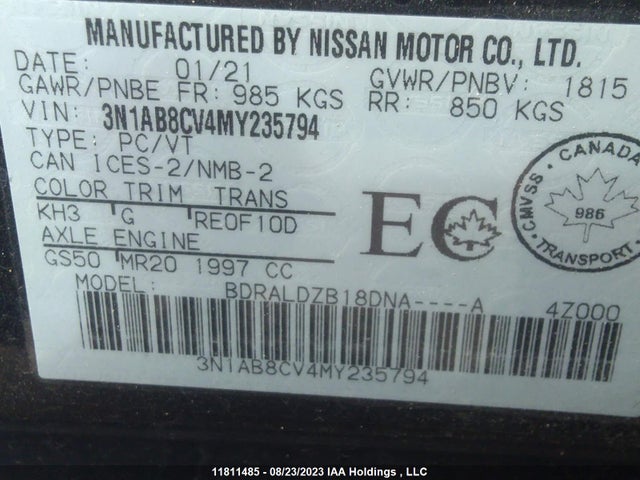 MANUFACTURED BY NISSAN MOTOR CO., LTD.
DATE: 01/21 GVWR/PNBV: 1815
GAWR/PNBE FR: 985 KGS RR: 850 KGS
VIN: 3N1AB8CV4MY235794
TYPE: PC/VT
CAN ICES-2/NMB-2
COLOR TRIM TRANS
KH3 G RE0F10D
AXLE ENGINE
GS50 MR20 1997 CC
EC
CANADA
CMVSS
986
TRANSPORT
MODEL: BDRALDZB18DNA----A 4Z000
3N1AB8CV4MY235794
11811485 - 08/23/2023 IAA Holdings , LLC